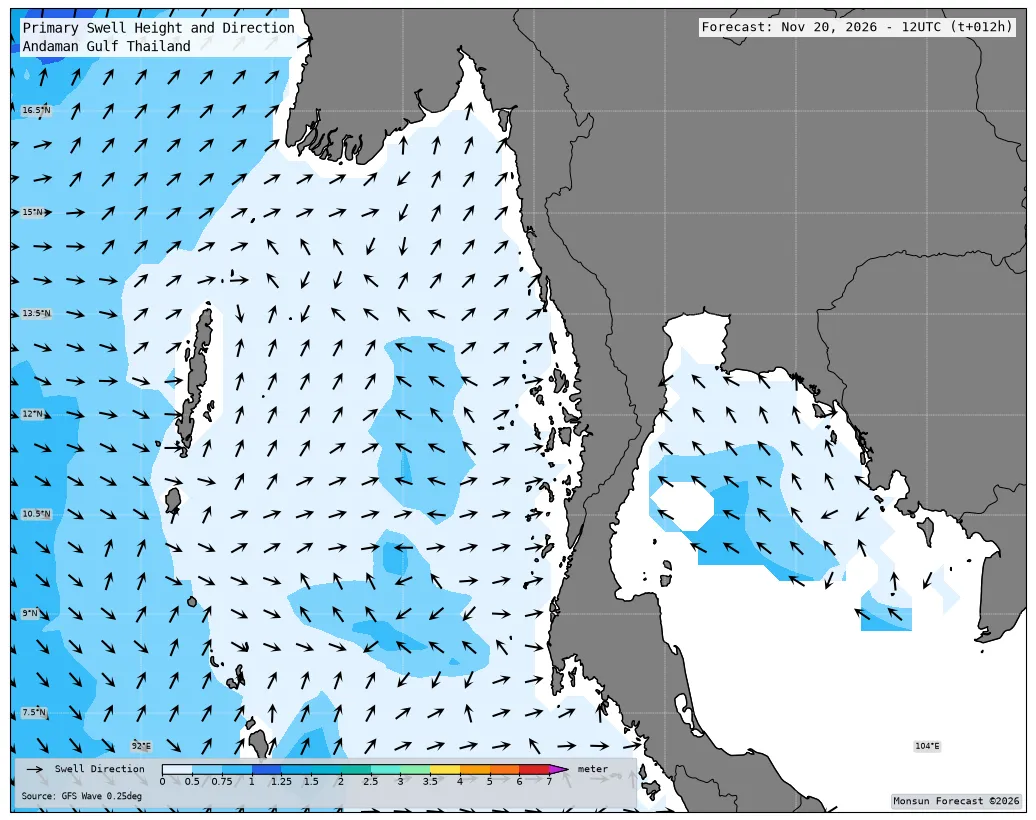 Primary Swell Height and Direction
Andaman Gulf Thailand
Forecast: Nov 20, 2026 - 12UTC (t+012h)
16.5°N
15°N
13.5°N
12°N
10.5°N
9°N
7.5°N
92°E
104°E
Swell Direction
0 0.5 0.75 1 1.25 1.5 2 2.5 3 3.5 4 5 6 7
meter
Source: GFS Wave 0.25deg
Monsun Forecast ©2026